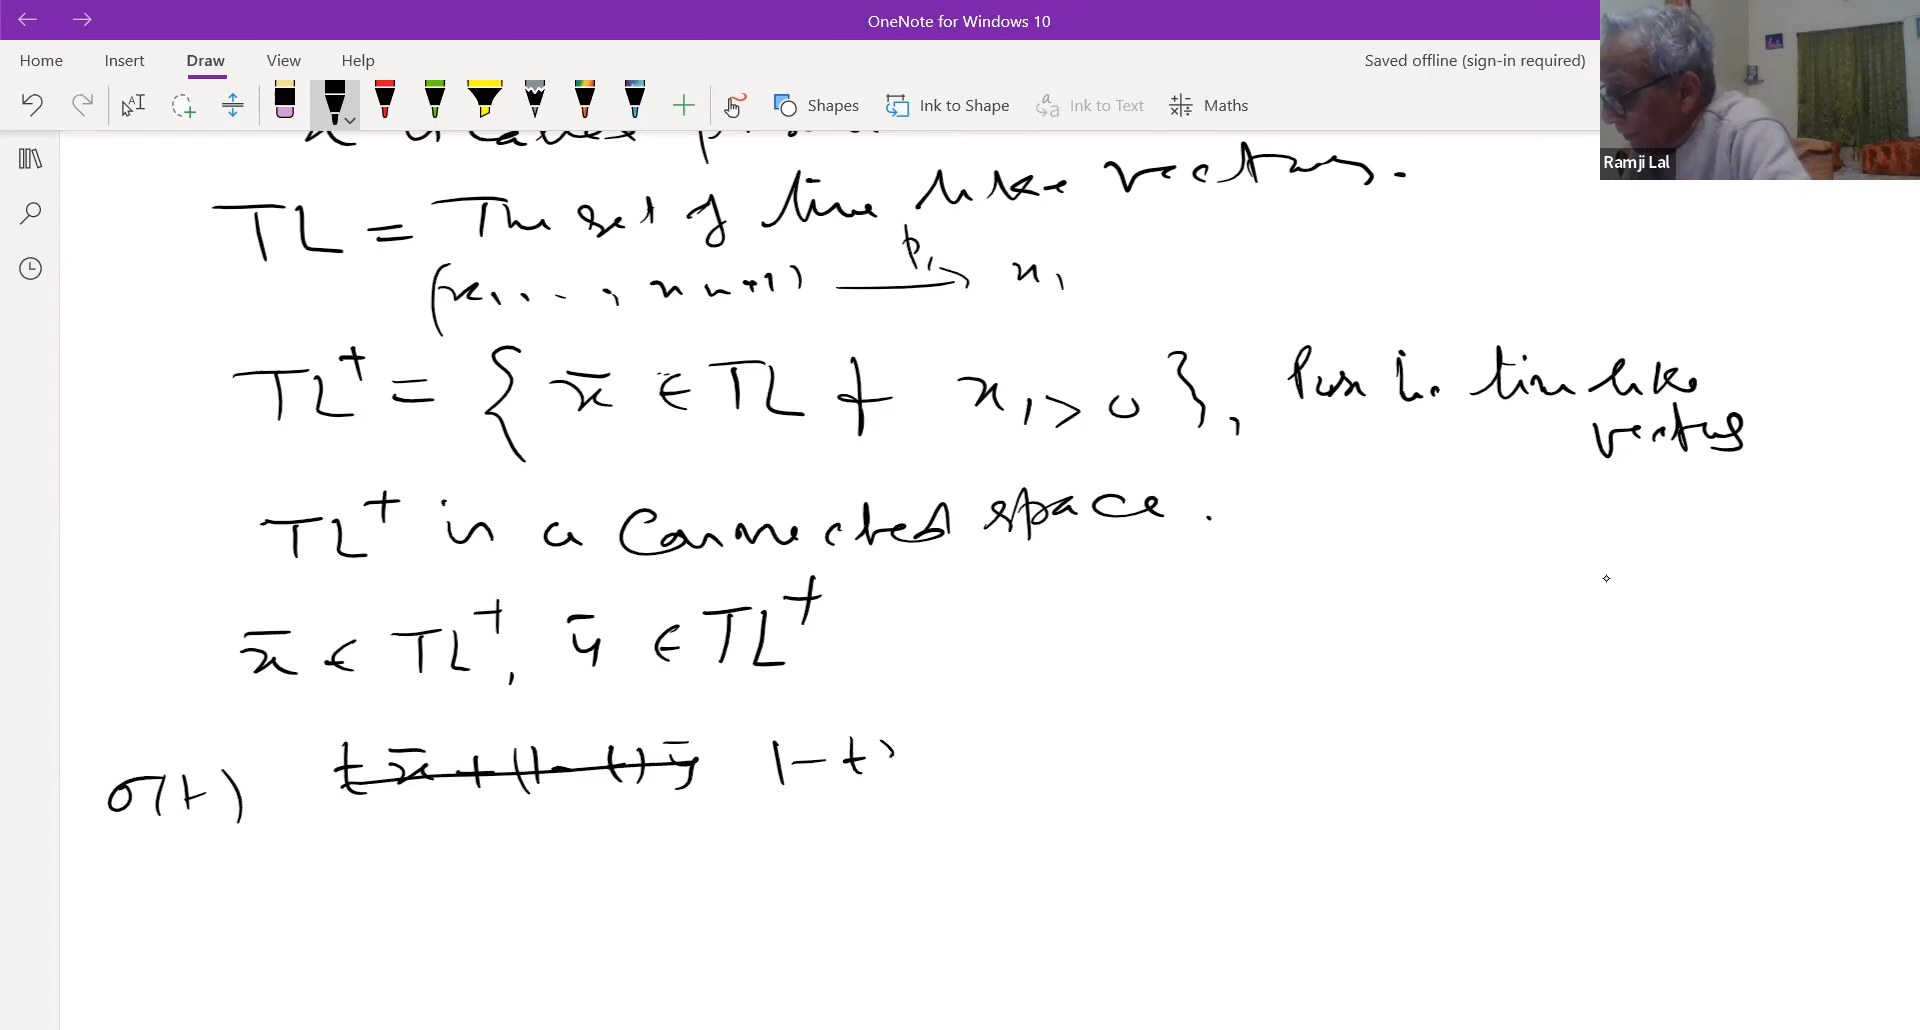 OneNote for Windows 10
Home Insert Draw View Help Saved offline (sign-in required)
Shapes Ink to Shape Ink to Text Maths
Ramji Lal
TL = The set of time like vectors.
(x1, ..., xn+1) → p1 x1
TL⁺ = { x̄ ∈ TL | x1 > 0 }, Positive time like
vectors
TL⁺ is a connected space.
x̄ ∈ TL⁺, ȳ ∈ TL⁺
σ(t) t x̄ + (1-t) ȳ 1-t)